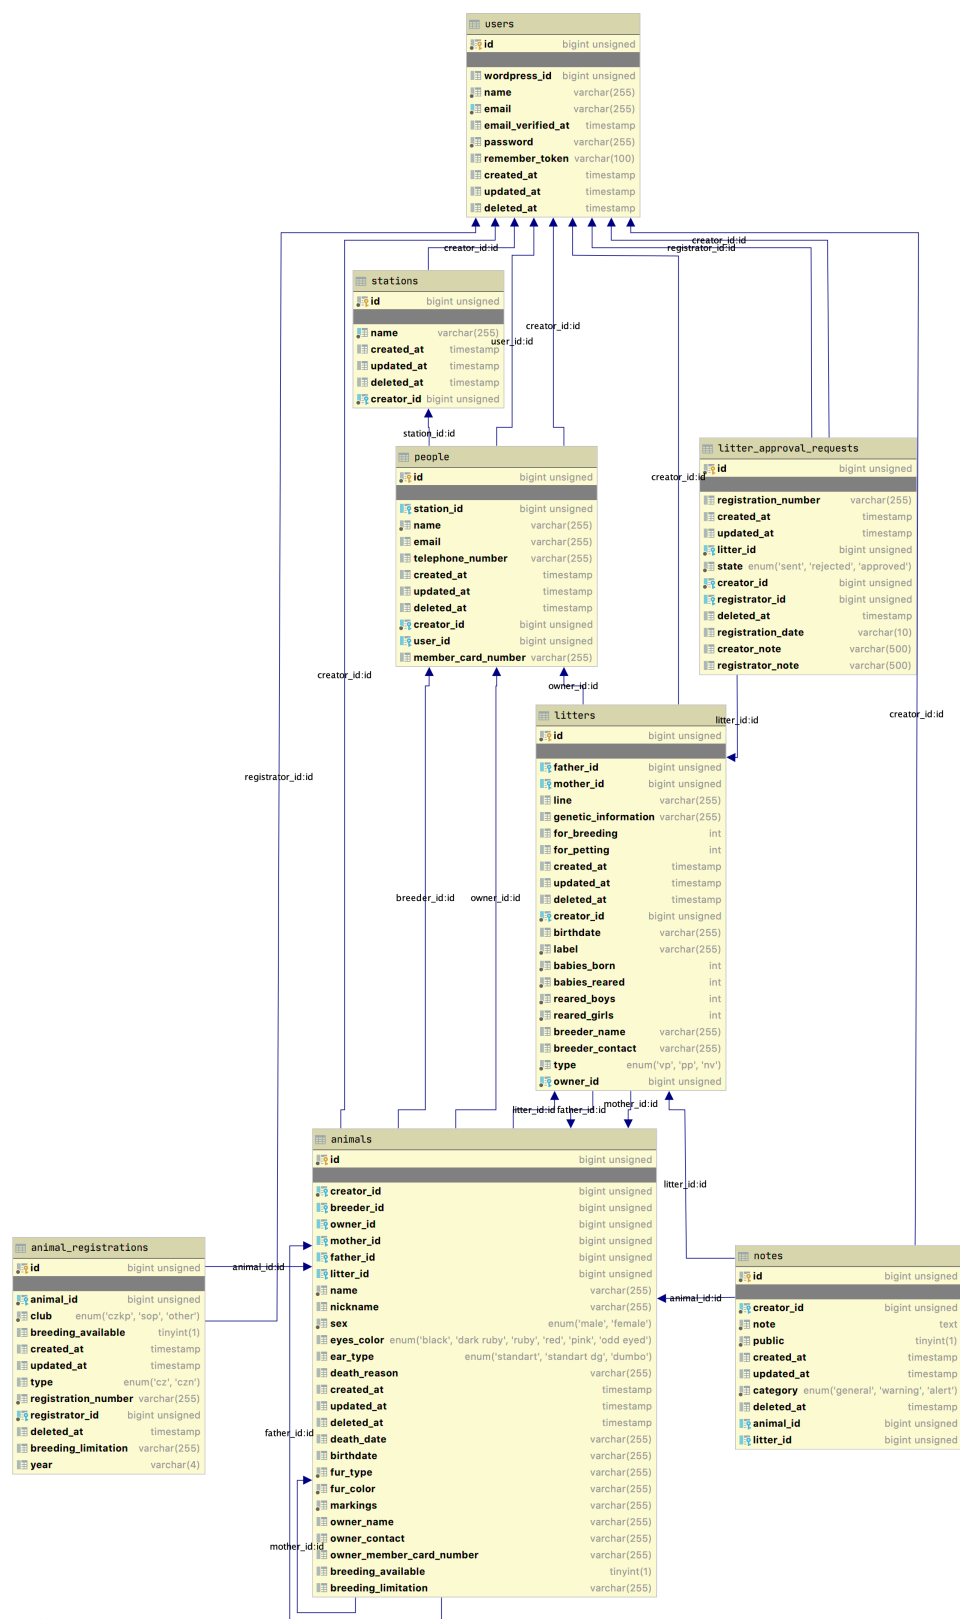 users
id bigint unsigned
wordpress_id bigint unsigned
name varchar(255)
email varchar(255)
email_verified_at timestamp
password varchar(255)
remember_token varchar(100)
created_at timestamp
updated_at timestamp
deleted_at timestamp
creator_id:id
creator_id:id
registrator_id:id
stations
id bigint unsigned
name varchar(255)
created_at timestamp
updated_at timestamp
deleted_at timestamp
creator_id bigint unsigned
creator_id:id
user_id:id
station_id:id
people
id bigint unsigned
station_id bigint unsigned
name varchar(255)
email varchar(255)
telephone_number varchar(255)
created_at timestamp
updated_at timestamp
deleted_at timestamp
creator_id bigint unsigned
user_id bigint unsigned
member_card_number varchar(255)
creator_id:id
litter_approval_requests
id bigint unsigned
registration_number varchar(255)
created_at timestamp
updated_at timestamp
litter_id bigint unsigned
state enum('sent', 'rejected', 'approved')
creator_id bigint unsigned
registrator_id bigint unsigned
deleted_at timestamp
registration_date varchar(10)
creator_note varchar(500)
registrator_note varchar(500)
creator_id:id
owner_id:id
litter_id:id
creator_id:id
registrator_id:id
litters
id bigint unsigned
father_id bigint unsigned
mother_id bigint unsigned
line varchar(255)
genetic_information varchar(255)
for_breeding int
for_petting int
created_at timestamp
updated_at timestamp
deleted_at timestamp
creator_id bigint unsigned
birthdate varchar(255)
label varchar(255)
babies_born int
babies_reared int
reared_boys int
reared_girls int
breeder_name varchar(255)
breeder_contact varchar(255)
type enum('vp', 'pp', 'nv')
owner_id bigint unsigned
breeder_id:id
owner_id:id
litter_id:id
father_id:id
mother_id:id
animals
id bigint unsigned
creator_id bigint unsigned
breeder_id bigint unsigned
owner_id bigint unsigned
mother_id bigint unsigned
father_id bigint unsigned
litter_id bigint unsigned
name varchar(255)
nickname varchar(255)
sex enum('male', 'female')
eyes_color enum('black', 'dark ruby', 'ruby', 'red', 'pink', 'odd eyed')
ear_type enum('standart', 'standart dg', 'dumbo')
death_reason varchar(255)
created_at timestamp
updated_at timestamp
deleted_at timestamp
death_date varchar(255)
birthdate varchar(255)
fur_type varchar(255)
fur_color varchar(255)
markings varchar(255)
owner_name varchar(255)
owner_contact varchar(255)
owner_member_card_number varchar(255)
breeding_available tinyint(1)
breeding_limitation varchar(255)
litter_id:id
animal_registrations
id bigint unsigned
animal_id bigint unsigned
club enum('czkp', 'sop', 'other')
breeding_available tinyint(1)
created_at timestamp
updated_at timestamp
type enum('cz', 'czn')
registration_number varchar(255)
registrator_id bigint unsigned
deleted_at timestamp
breeding_limitation varchar(255)
year varchar(4)
animal_id:id
animal_id:id
father_id:id
mother_id:id
notes
id bigint unsigned
creator_id bigint unsigned
note text
public tinyint(1)
created_at timestamp
updated_at timestamp
category enum('general', 'warning', 'alert')
deleted_at timestamp
animal_id bigint unsigned
litter_id bigint unsigned